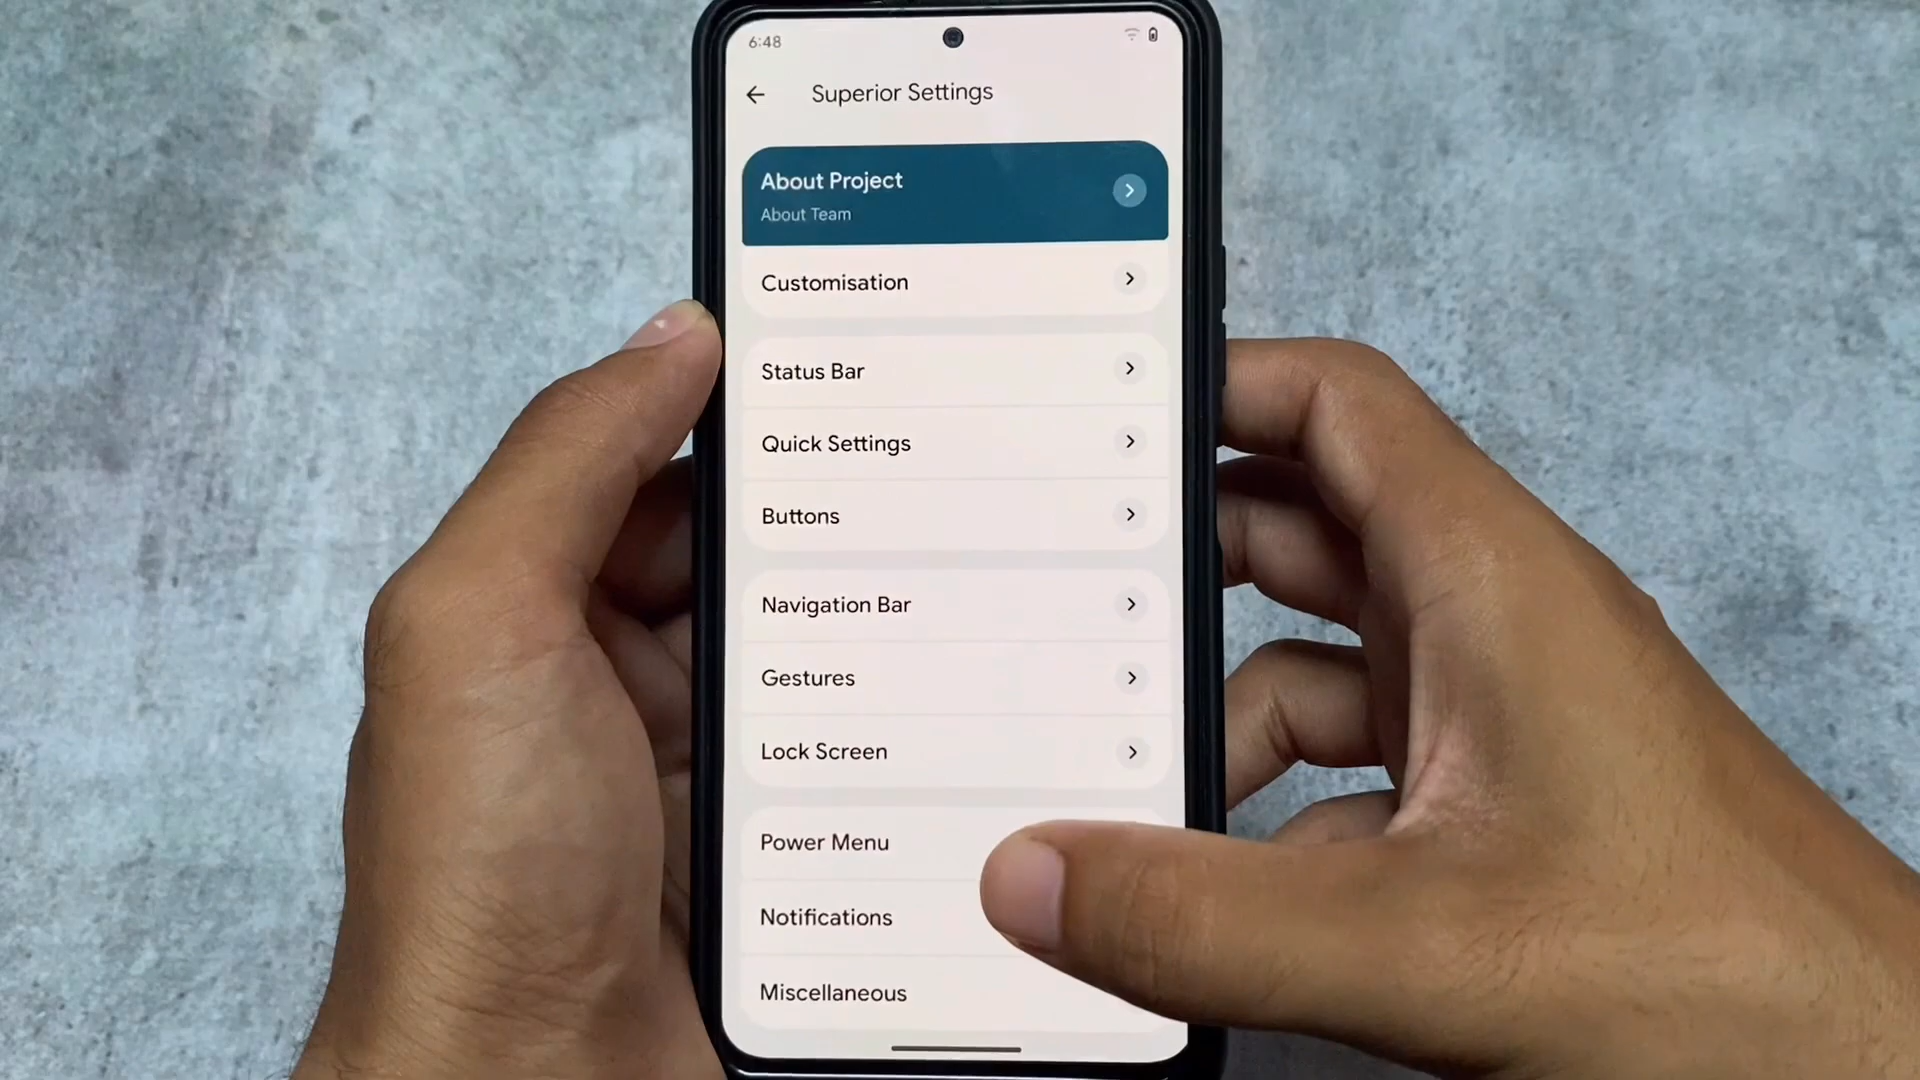 6:48
Superior Settings
About Project
About Team
Customisation
Status Bar
Quick Settings
Buttons
Navigation Bar
Gestures
Lock Screen
Power Menu
Notifications
Miscellaneous